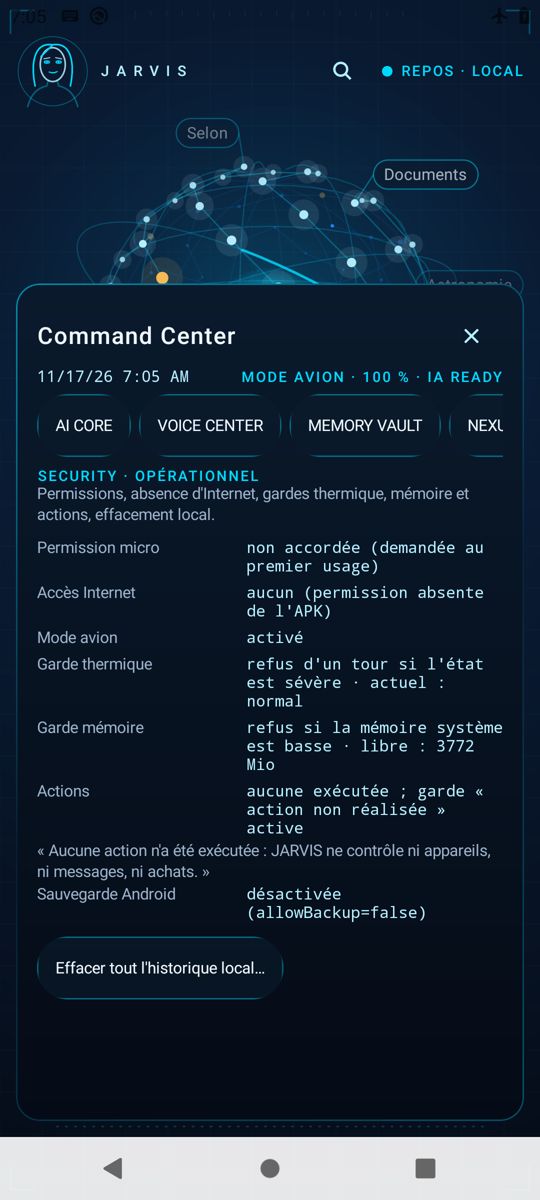 7:05
JARVIS
REPOS · LOCAL
Selon
Documents
Astronomie
Command Center
11/17/26 7:05 AM
MODE AVION · 100 % · IA READY
AI CORE
VOICE CENTER
MEMORY VAULT
NEXU
SECURITY · OPÉRATIONNEL
Permissions, absence d'Internet, gardes thermique, mémoire et
actions, effacement local.
Permission micro
non accordée (demandée au
premier usage)
Accès Internet
aucun (permission absente
de l'APK)
Mode avion
activé
Garde thermique
refus d'un tour si l'état
est sévère · actuel :
normal
Garde mémoire
refus si la mémoire système
est basse · libre : 3772
Mio
Actions
aucune exécutée ; garde «
action non réalisée »
active
« Aucune action n'a été exécutée : JARVIS ne contrôle ni appareils,
ni messages, ni achats. »
Sauvegarde Android
désactivée
(allowBackup=false)
Effacer tout l'historique local…